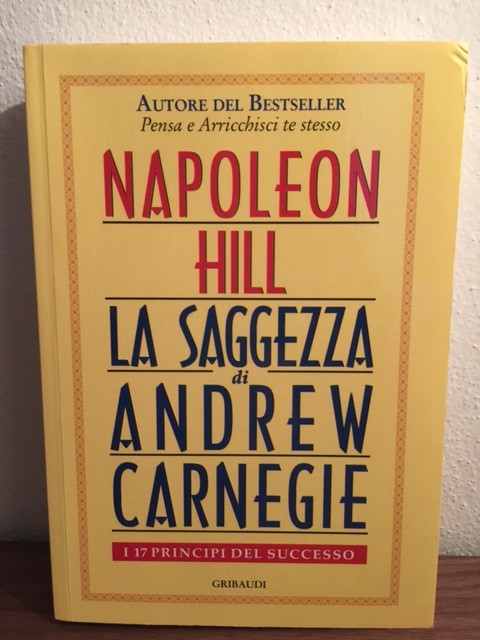 AUTORE DEL BESTSELLER
Pensa e Arricchisci te stesso
NAPOLEON
HILL
LA SAGGEZZA
di
ANDREW
CARNEGIE
I 17 PRINCIPI DEL SUCCESSO
GRIBAUDI